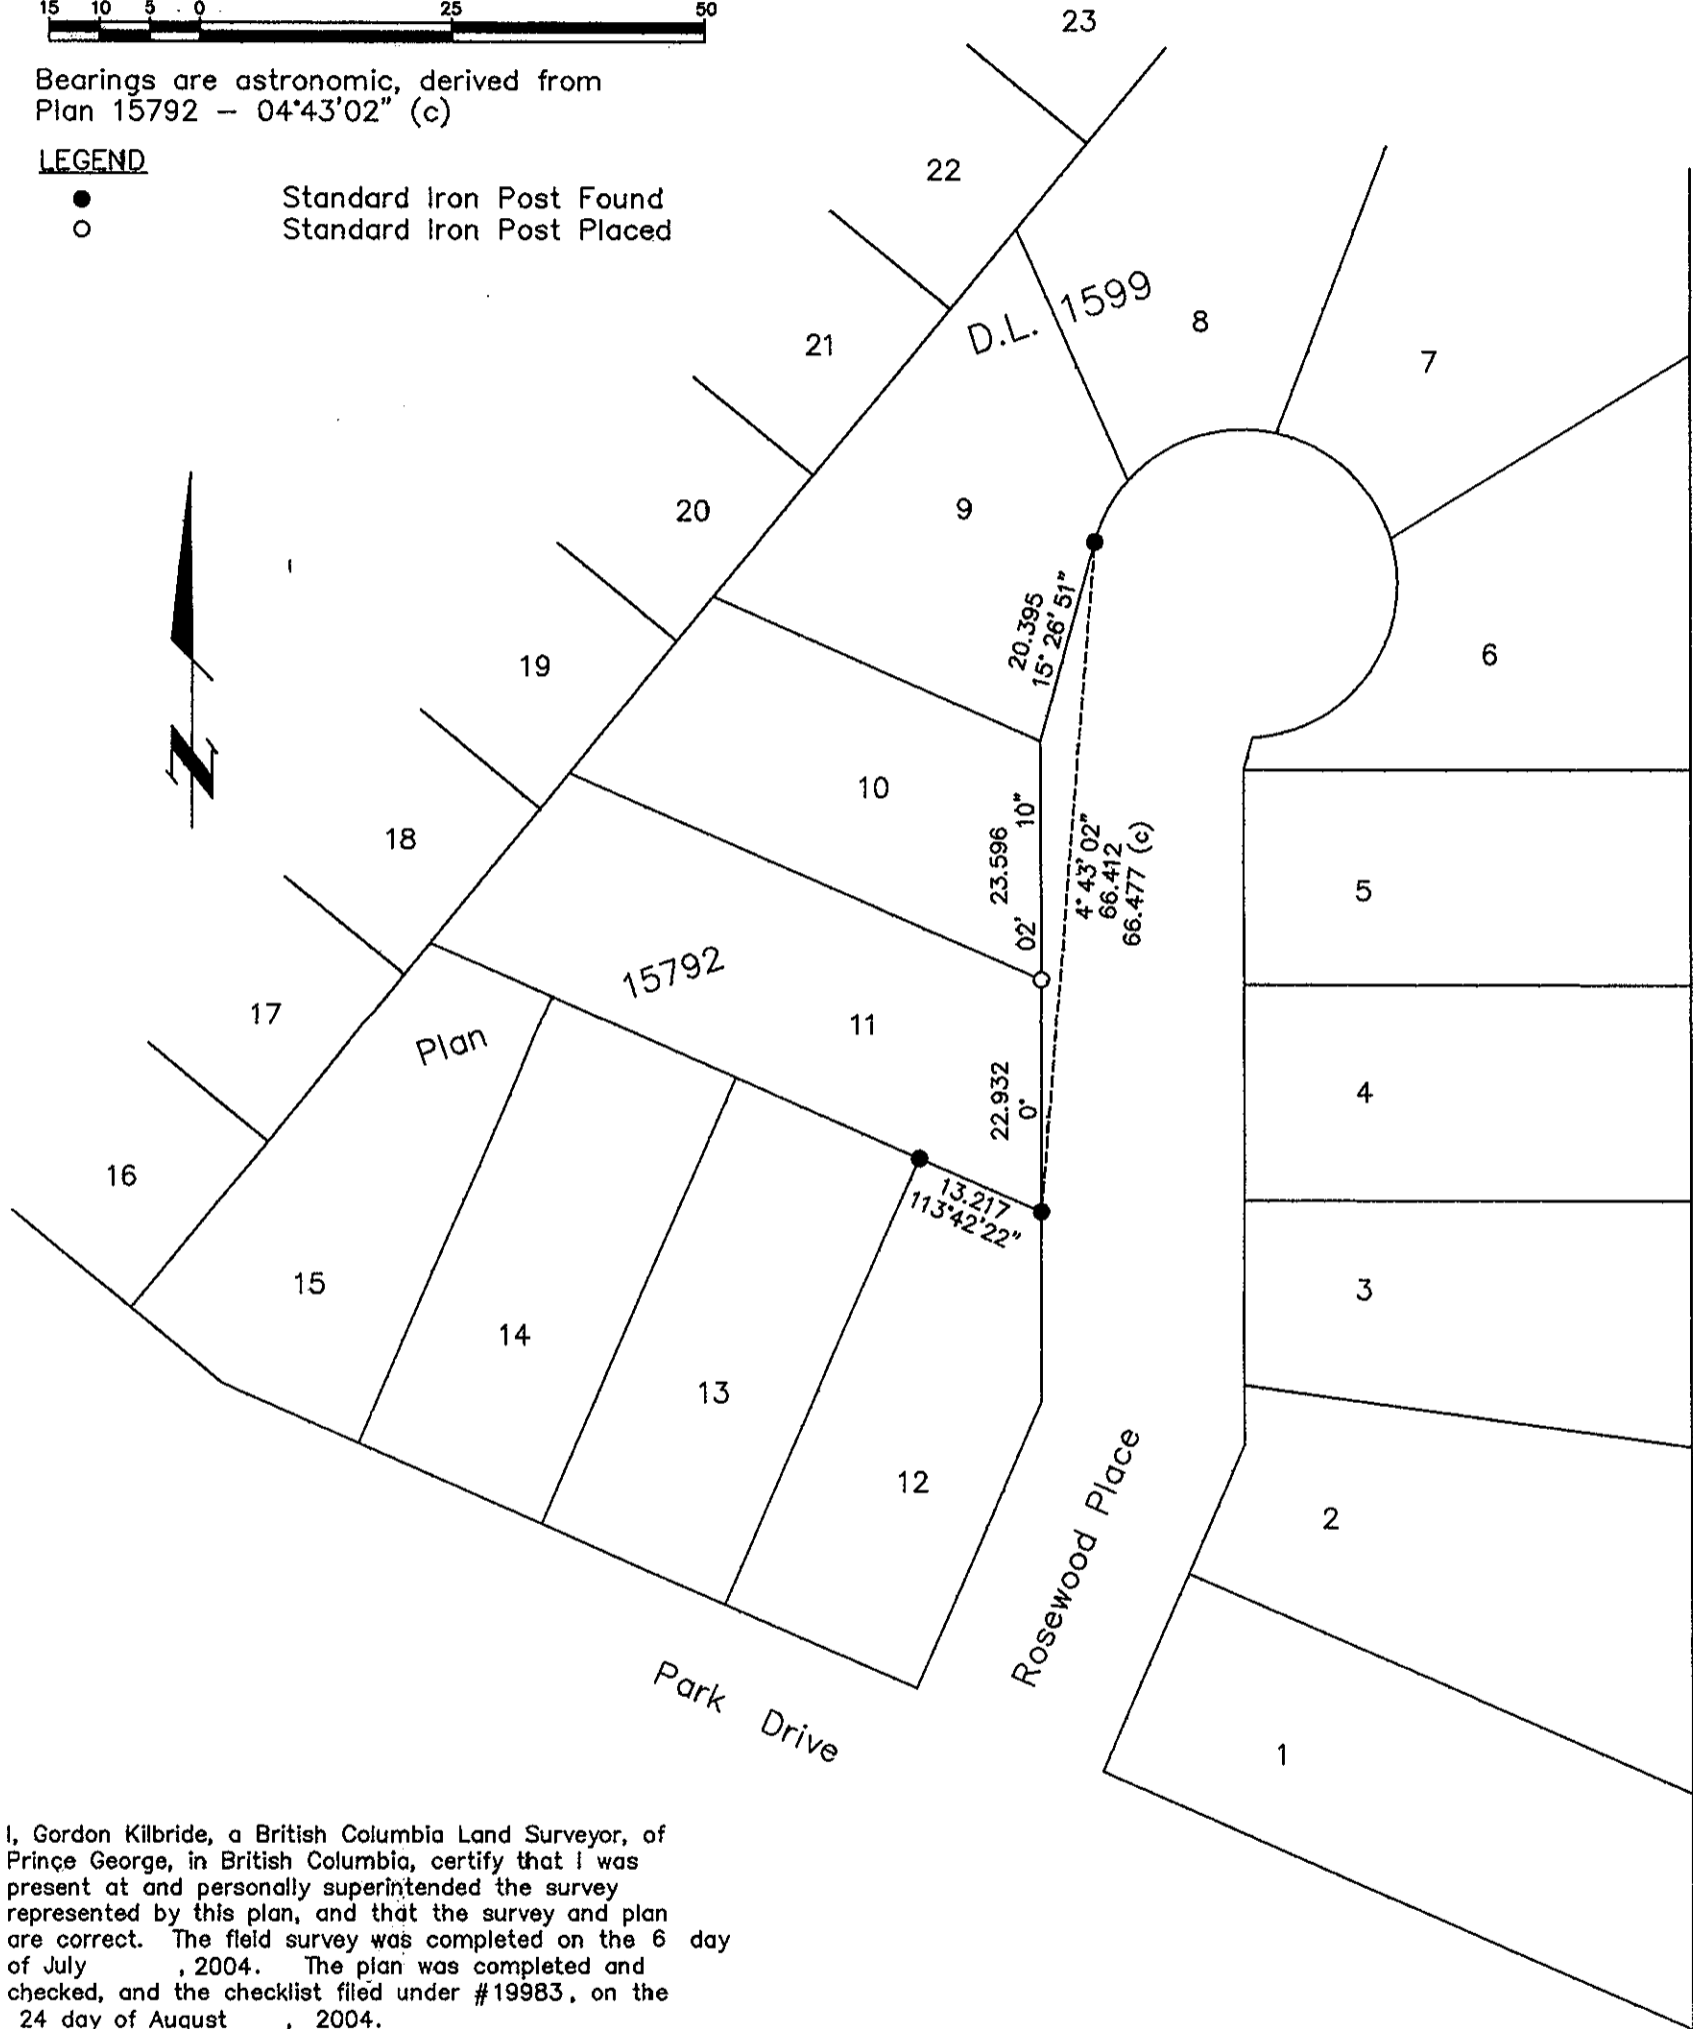 15 10 5 0 25 50
Bearings are astronomic, derived from
Plan 15792 – 04°43'02" (c)
LEGEND
Standard Iron Post Found
Standard Iron Post Placed
23
22
D.L. 1599
8
21
7
9
20
20.395
15° 26' 51"
19
6
10
18
23.596
0° 02' 10"
4° 43' 02"
66.412
66.477 (c)
5
Plan 15792
17
11
22.932
4
16
13.217
113°42'22"
15
3
14
13
12
2
Rosewood Place
Park Drive
1
N
I, Gordon Kilbride, a British Columbia Land Surveyor, of
Prince George, in British Columbia, certify that I was
present at and personally superintended the survey
represented by this plan, and that the survey and plan
are correct. The field survey was completed on the 6 day
of July , 2004. The plan was completed and
checked, and the checklist filed under #19983, on the
24 day of August , 2004.